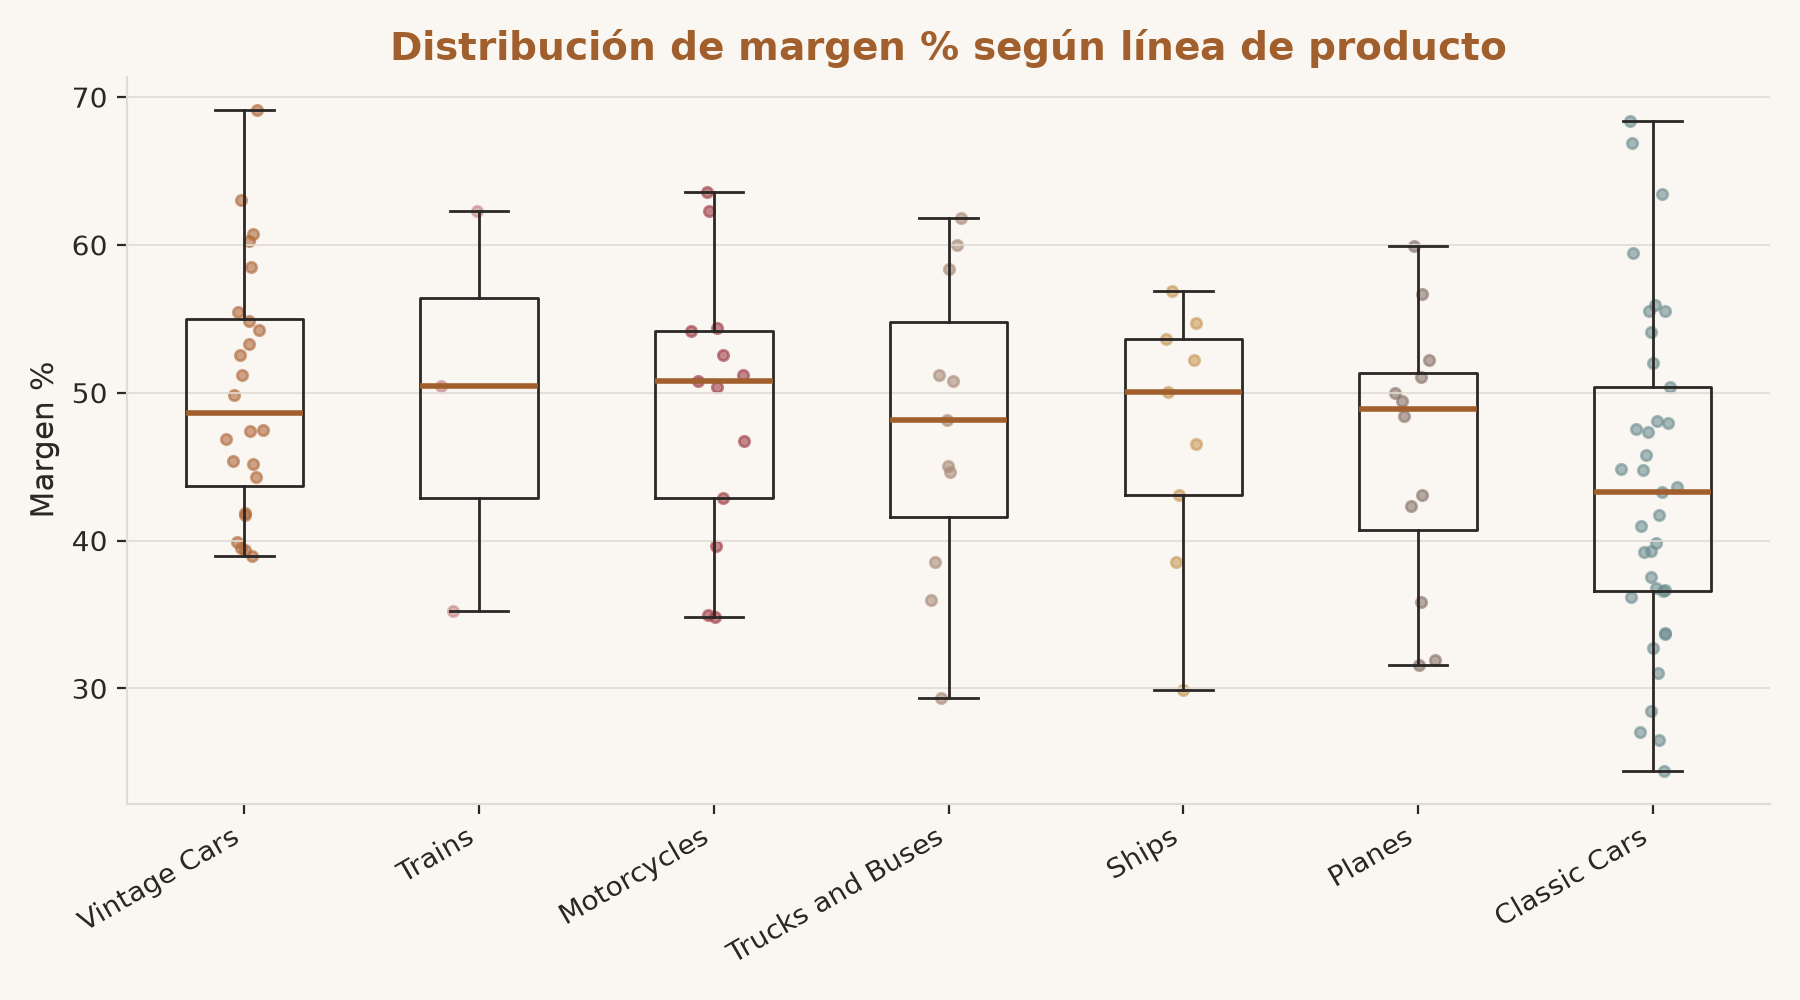 Distribución de margen % según línea de producto
Margen %
70
60
50
40
30
Vintage Cars
Trains
Motorcycles
Trucks and Buses
Ships
Planes
Classic Cars